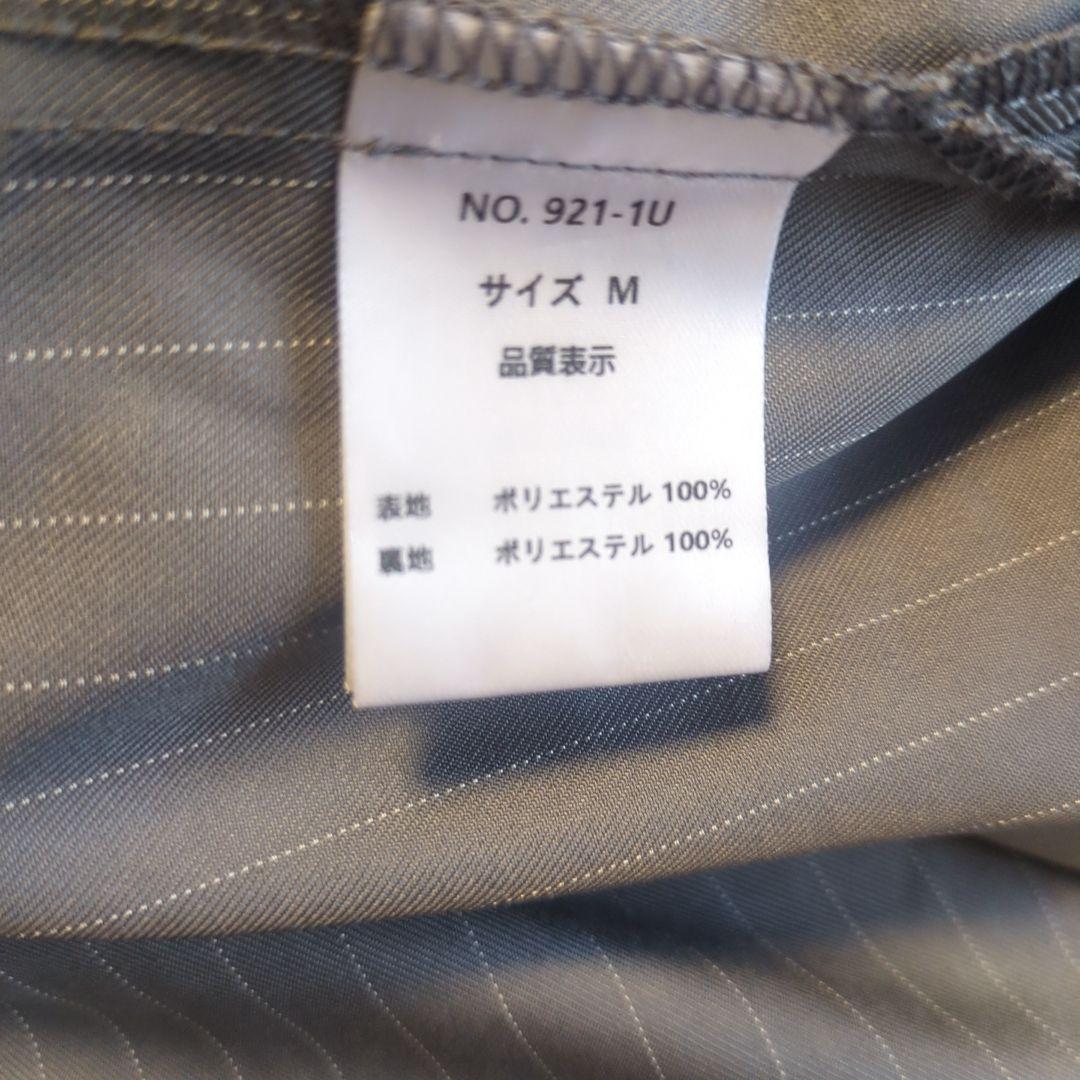 NO. 921-1U
サイズ M
品質表示
表地 ポリエステル 100%
裏地 ポリエステル 100%